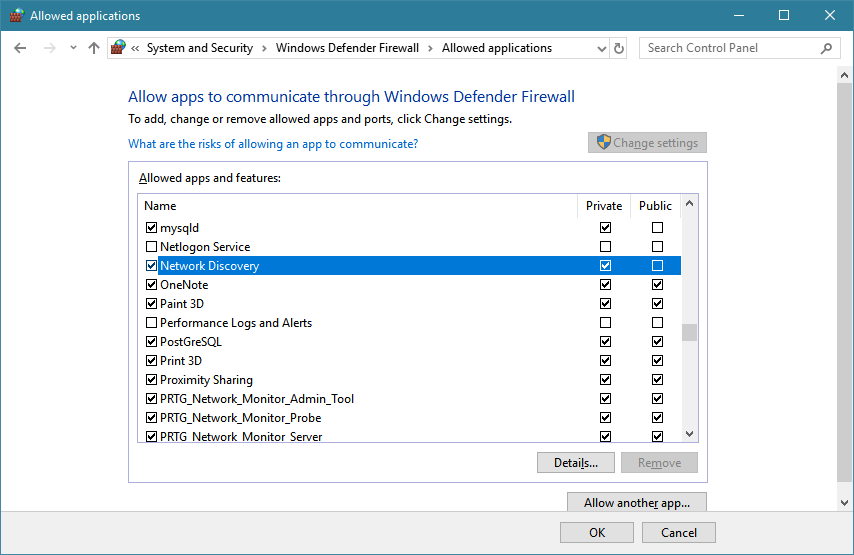 Allowed applications
« System and Security > Windows Defender Firewall > Allowed applications
Search Control Panel
Allow apps to communicate through Windows Defender Firewall
To add, change or remove allowed apps and ports, click Change settings.
What are the risks of allowing an app to communicate?
Change settings
Allowed apps and features:
Name Private Public
mysqld
Netlogon Service
Network Discovery
OneNote
Paint 3D
Performance Logs and Alerts
PostGreSQL
Print 3D
Proximity Sharing
PRTG_Network_Monitor_Admin_Tool
PRTG_Network_Monitor_Probe
PRTG_Network_Monitor_Server
Details... Remove
Allow another app...
OK Cancel